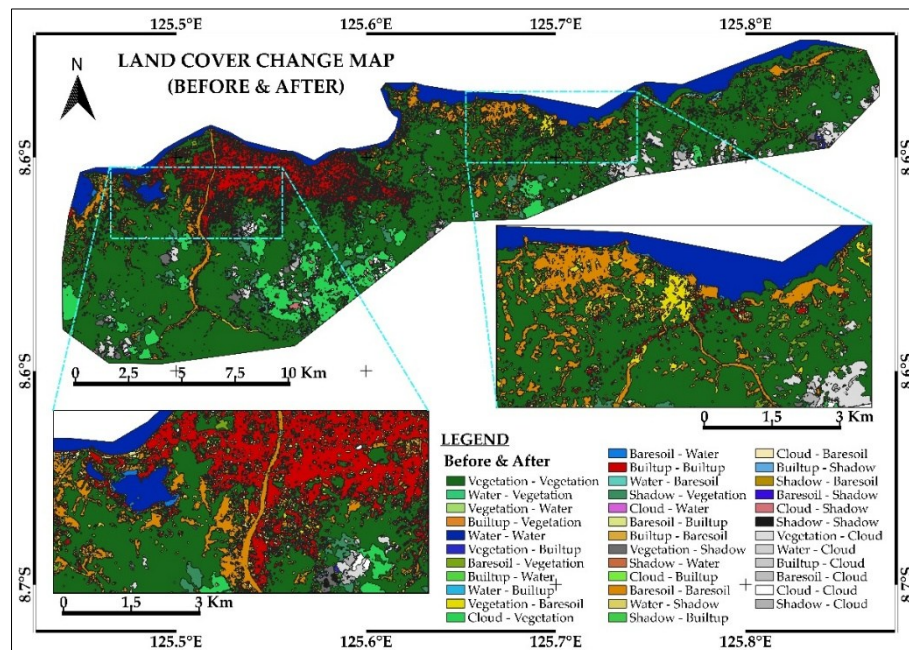 125.5°E 125.6°E 125.7°E 125.8°E
LAND COVER CHANGE MAP
(BEFORE & AFTER)
N
8.6°S 8.6°S
8.6°S 8.6°S
8.7°S 8.7°S
0 2,5 5 7,5 10 Km
0 1,5 3 Km
0 1,5 3 Km
LEGEND
Before & After
Vegetation - Vegetation
Water - Vegetation
Vegetation - Water
Builtup - Vegetation
Water - Water
Vegetation - Builtup
Baresoil - Vegetation
Builtup - Water
Water - Builtup
Vegetation - Baresoil
Cloud - Vegetation
Baresoil - Water
Builtup - Builtup
Water - Baresoil
Shadow - Vegetation
Cloud - Water
Baresoil - Builtup
Builtup - Baresoil
Vegetation - Shadow
Shadow - Water
Cloud - Builtup
Baresoil - Baresoil
Water - Shadow
Shadow - Builtup
Cloud - Baresoil
Builtup - Shadow
Shadow - Baresoil
Baresoil - Shadow
Cloud - Shadow
Shadow - Shadow
Vegetation - Cloud
Water - Cloud
Builtup - Cloud
Baresoil - Cloud
Cloud - Cloud
Shadow - Cloud
125.5°E 125.6°E 125.7°E 125.8°E